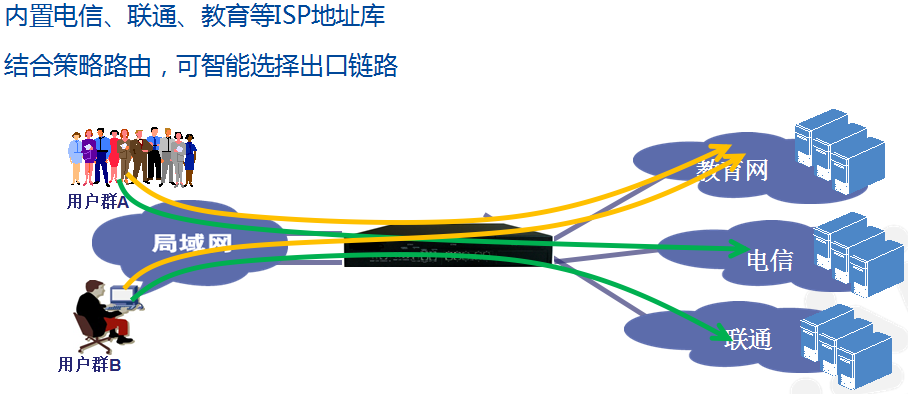 内置电信、联通、教育等ISP地址库
结合策略路由，可智能选择出口链路
用户群A
教育网
局域网
电信
联通
用户群B